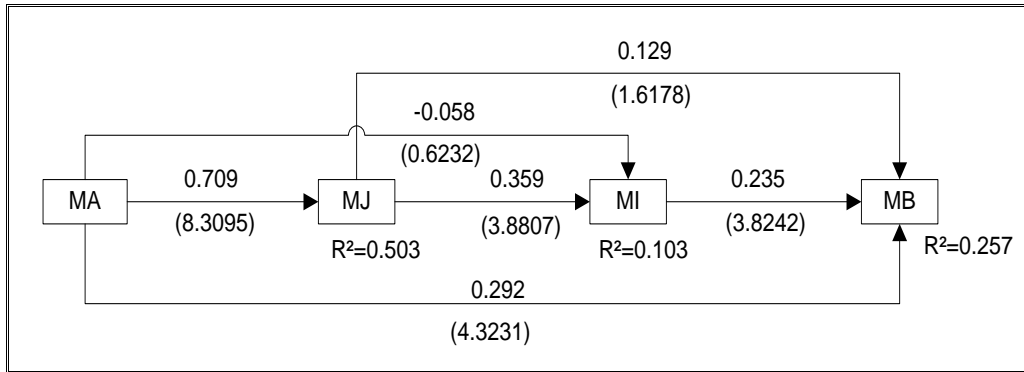 0.129
(1.6178)
-0.058
(0.6232)
MA
0.709
(8.3095)
MJ
R²=0.503
0.359
(3.8807)
MI
R²=0.103
0.235
(3.8242)
MB
R²=0.257
0.292
(4.3231)